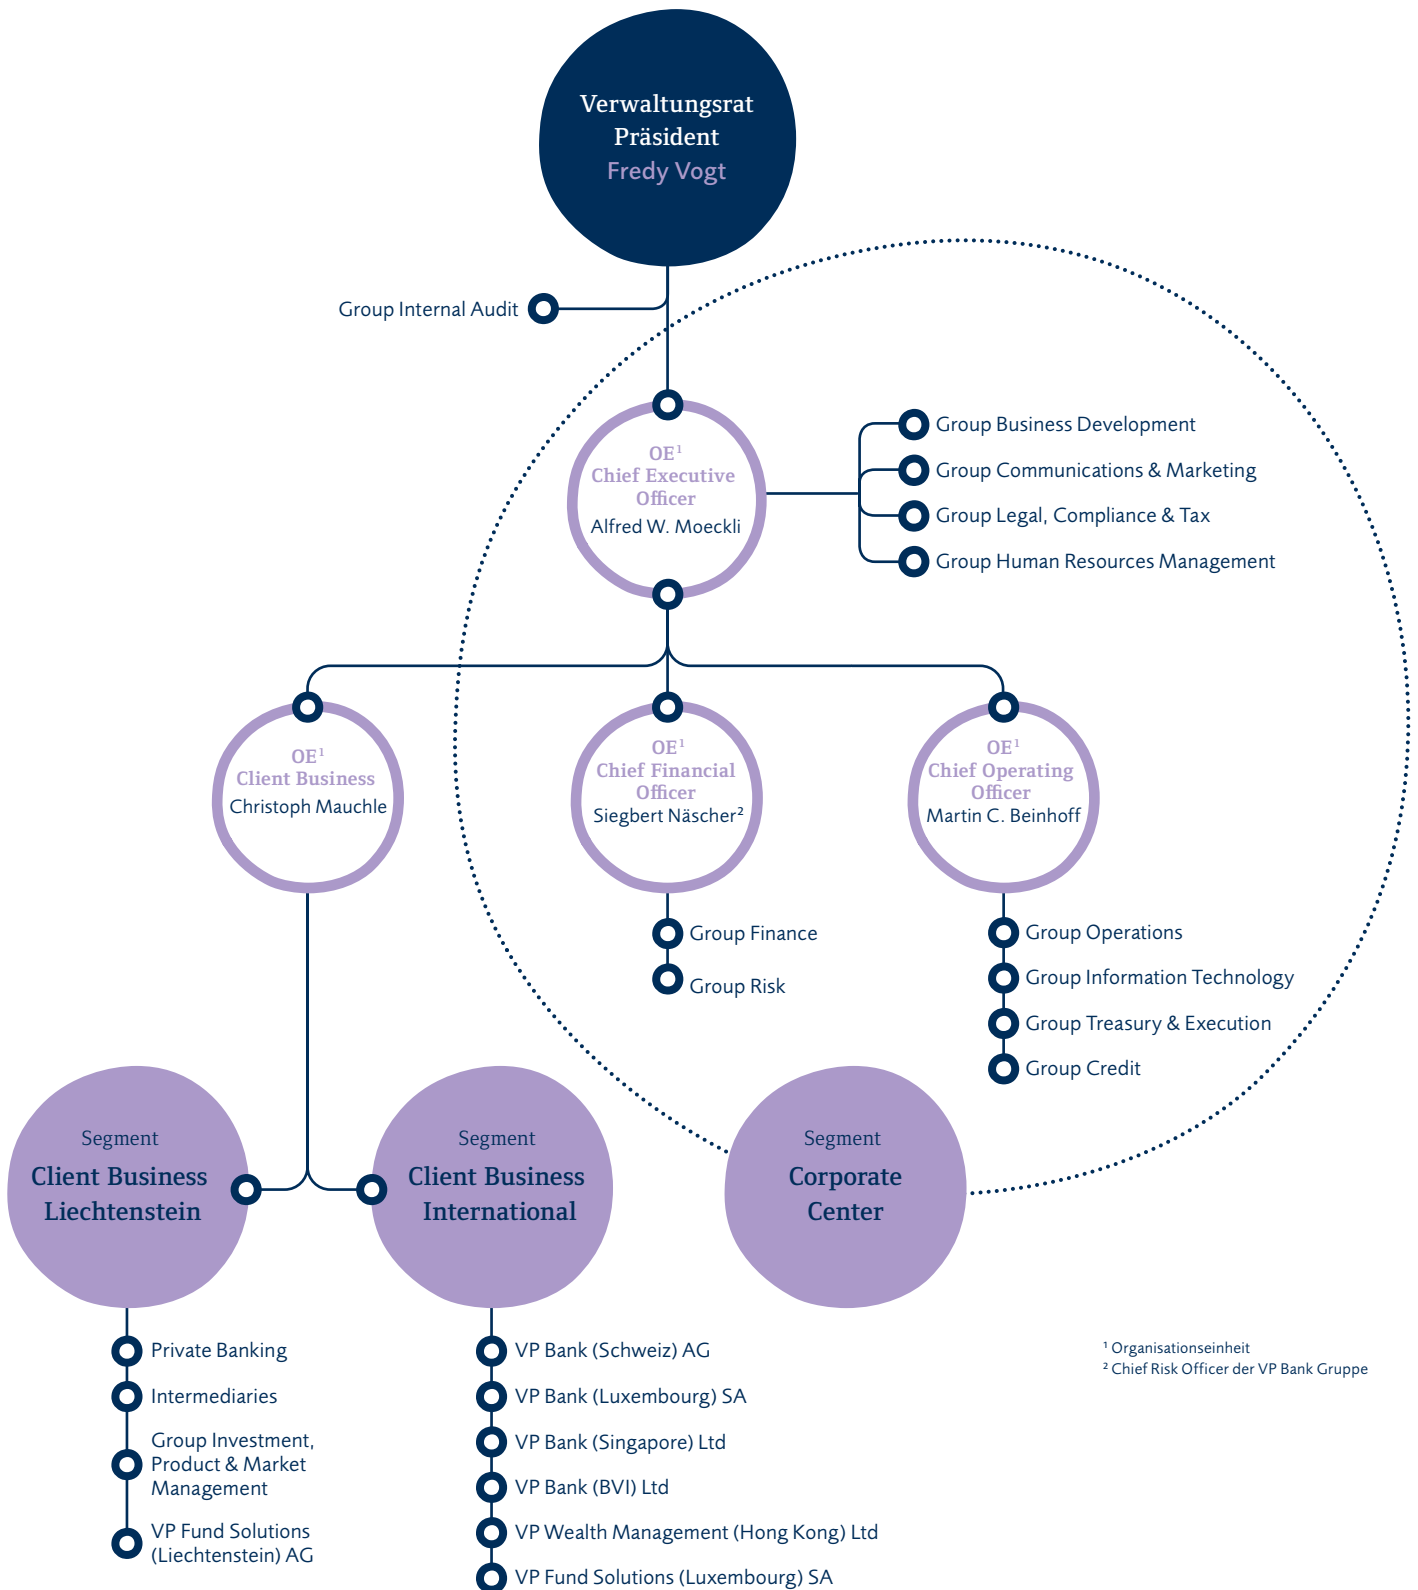 Verwaltungsrat
Präsident
Fredy Vogt
Group Internal Audit
OE¹
Chief Executive
Officer
Alfred W. Moeckli
Group Business Development
Group Communications & Marketing
Group Legal, Compliance & Tax
Group Human Resources Management
OE¹
Client Business
Christoph Mauchle
OE¹
Chief Financial
Officer
Siegbert Näscher²
OE¹
Chief Operating
Officer
Martin C. Beinhoff
Group Finance
Group Risk
Group Operations
Group Information Technology
Group Treasury & Execution
Group Credit
Segment
Client Business
Liechtenstein
Segment
Client Business
International
Segment
Corporate
Center
Private Banking
Intermediaries
Group Investment,
Product & Market
Management
VP Fund Solutions
(Liechtenstein) AG
VP Bank (Schweiz) AG
VP Bank (Luxembourg) SA
VP Bank (Singapore) Ltd
VP Bank (BVI) Ltd
VP Wealth Management (Hong Kong) Ltd
VP Fund Solutions (Luxembourg) SA
¹ Organisationseinheit
² Chief Risk Officer der VP Bank Gruppe